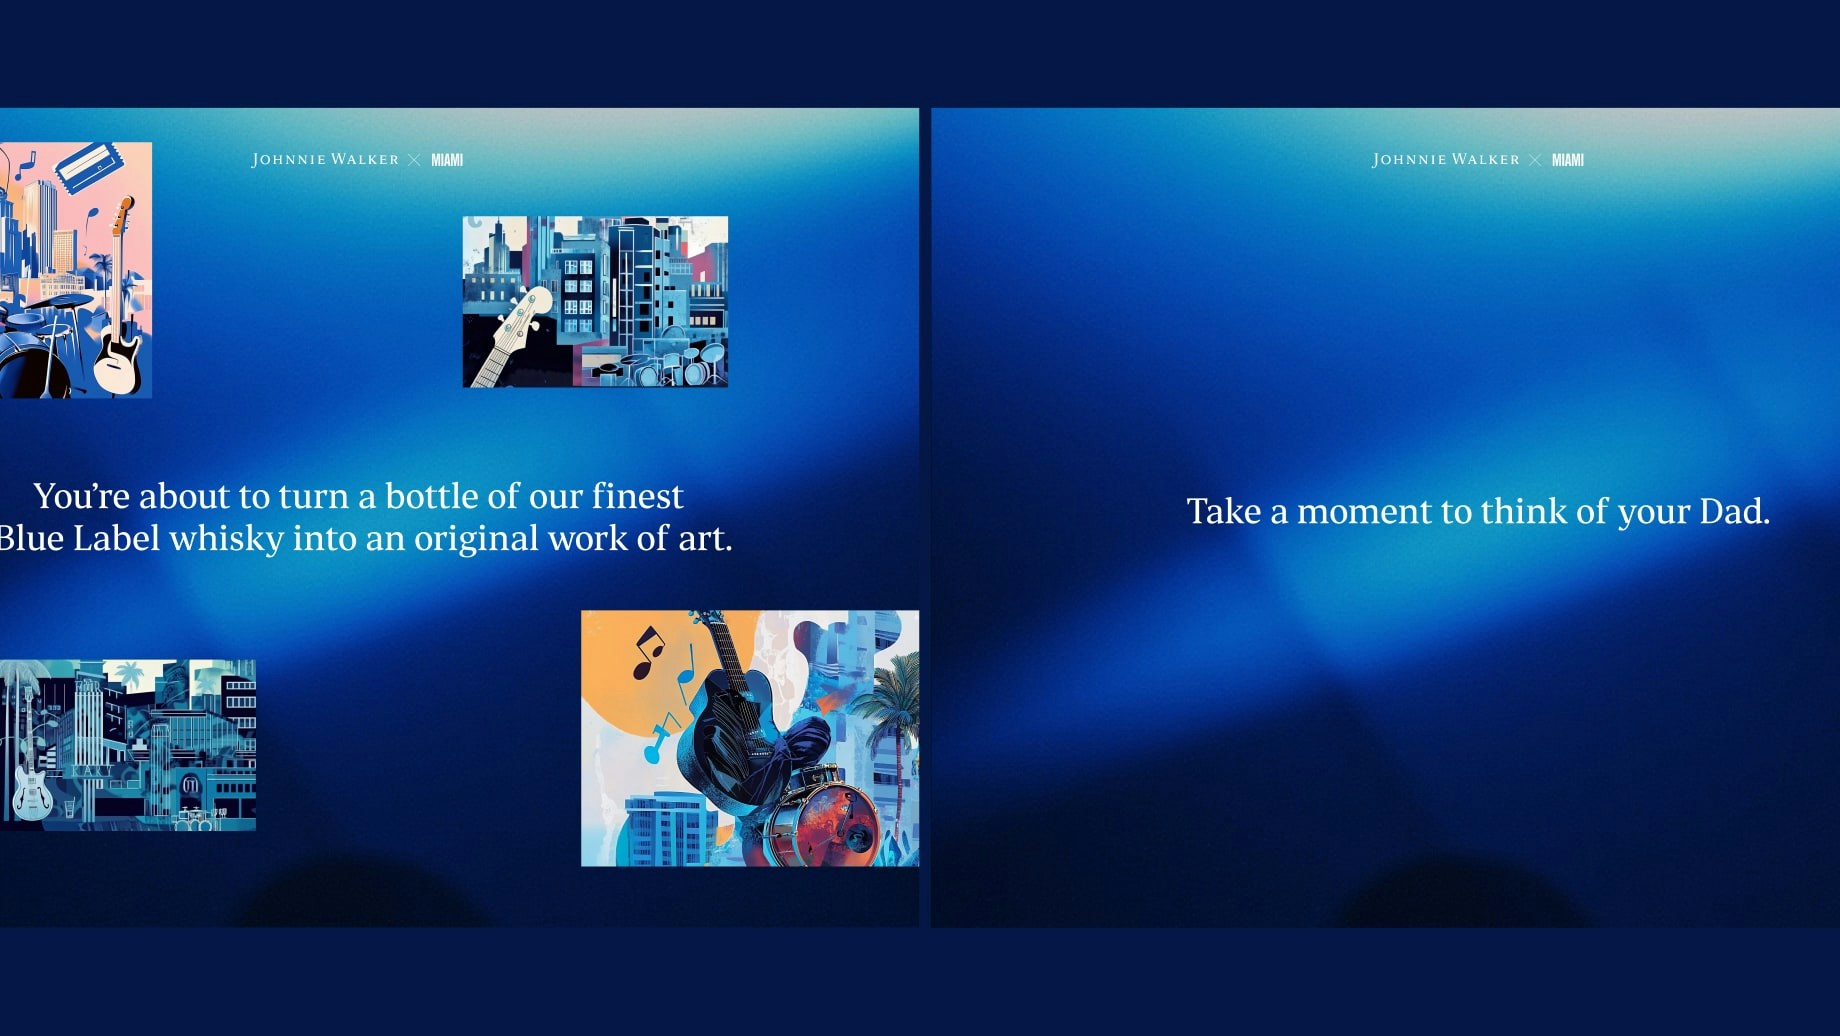 JOHNNIE WALKER × MIAMI
You're about to turn a bottle of our finest
Blue Label whisky into an original work of art.
JOHNNIE WALKER × MIAMI
Take a moment to think of your Dad.